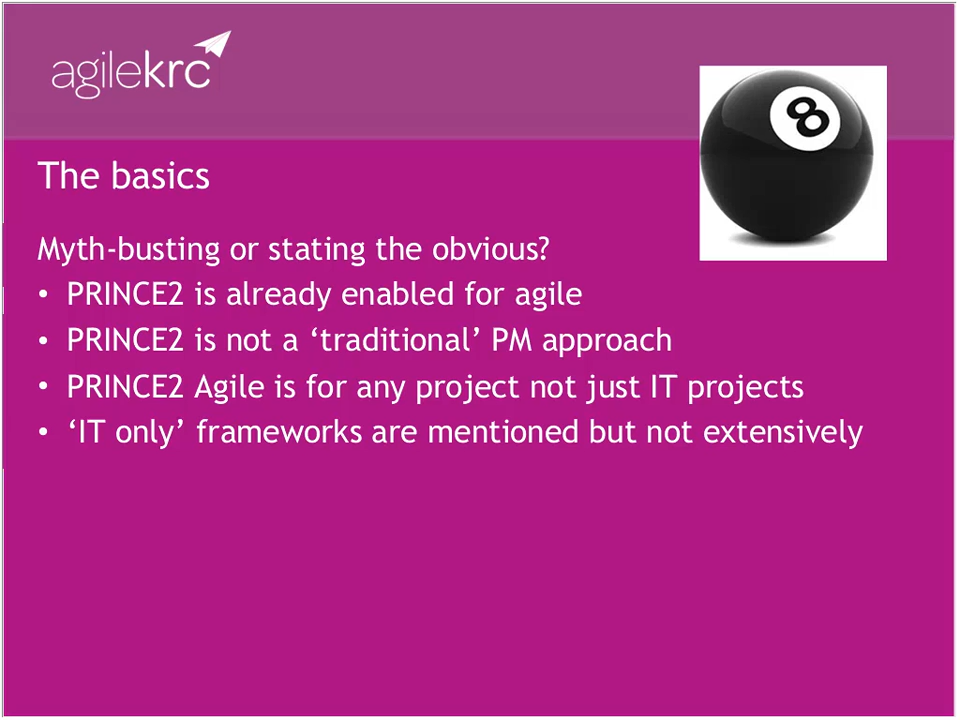 agilekrc
8
The basics
Myth-busting or stating the obvious?
• PRINCE2 is already enabled for agile
• PRINCE2 is not a ‘traditional’ PM approach
• PRINCE2 Agile is for any project not just IT projects
• ‘IT only’ frameworks are mentioned but not extensively